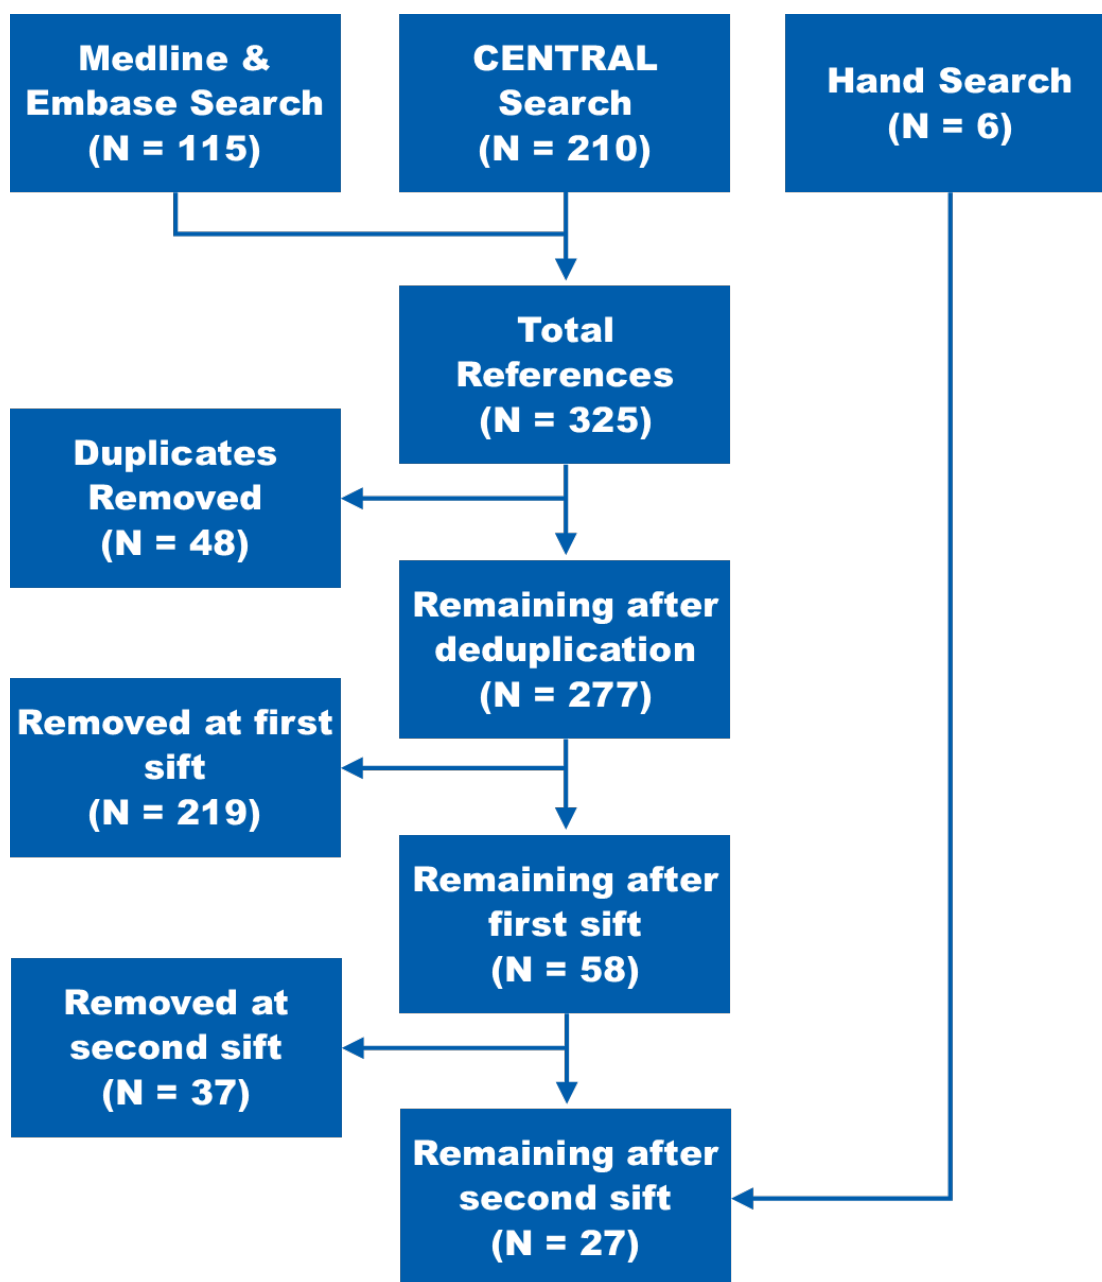 Medline &
Embase Search
(N = 115)
CENTRAL
Search
(N = 210)
Hand Search
(N = 6)
Total
References
(N = 325)
Duplicates
Removed
(N = 48)
Remaining after
deduplication
(N = 277)
Removed at first
sift
(N = 219)
Remaining after
first sift
(N = 58)
Removed at
second sift
(N = 37)
Remaining after
second sift
(N = 27)